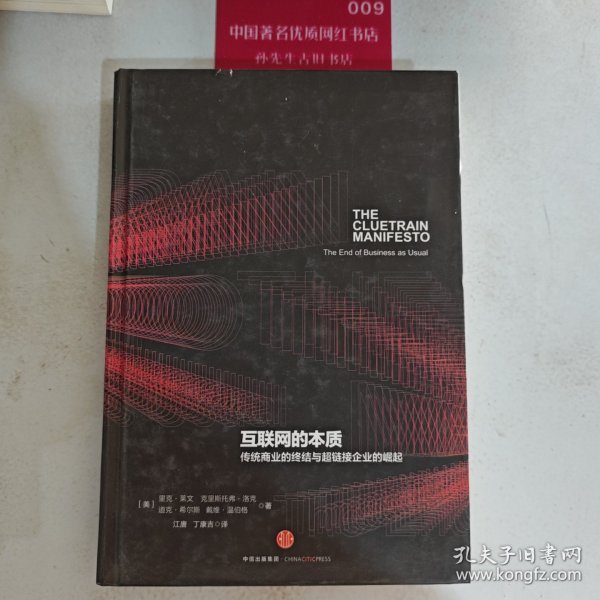 009
中国著名优质网红书店
孙先生古旧书店
THE
CLUETRAIN
MANIFESTO
The End of Business as Usual
互联网的本质
传统商业的终结与超链接企业的崛起
[美] 里克·莱文 克里斯托弗·洛克
道克·希尔斯 戴维·温伯格 ◎著
江唐 丁康吉◎译
中信出版集团·CHINACITICPRESS
孔夫子旧书网
www.kongfz.com